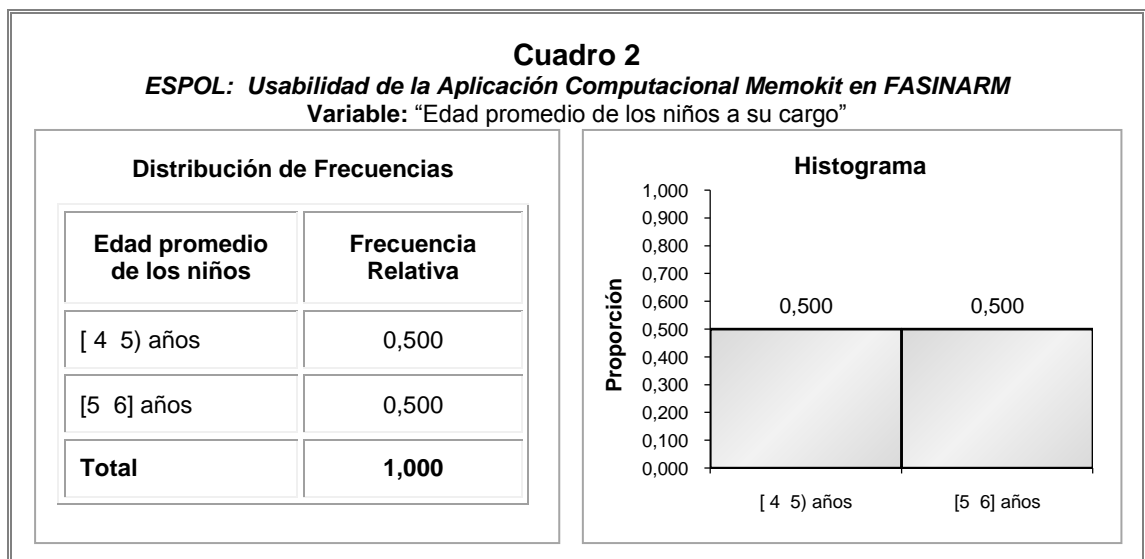 Cuadro 2
ESPOL: Usabilidad de la Aplicación Computacional Memokit en FASINARM
Variable: “Edad promedio de los niños a su cargo”
Distribución de Frecuencias
Edad promedio
de los niños
Frecuencia
Relativa
[ 4 5) años
0,500
[5 6] años
0,500
Total
1,000
Histograma
Proporción
1,000
0,900
0,800
0,700
0,600
0,500
0,400
0,300
0,200
0,100
0,000
0,500
0,500
[ 4 5) años
[5 6] años